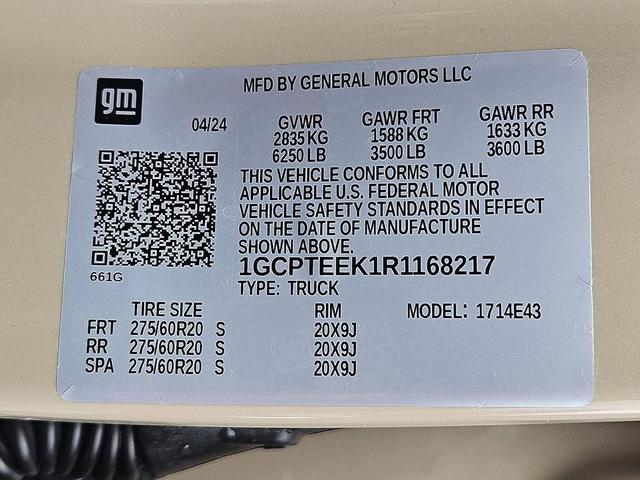 gm
MFD BY GENERAL MOTORS LLC
04/24
GVWR GAWR FRT GAWR RR
2835 KG 1588 KG 1633 KG
6250 LB 3500 LB 3600 LB
THIS VEHICLE CONFORMS TO ALL
APPLICABLE U.S. FEDERAL MOTOR
VEHICLE SAFETY STANDARDS IN EFFECT
ON THE DATE OF MANUFACTURE
SHOWN ABOVE.
661G
1GCPTEEK1R1168217
TYPE: TRUCK
TIRE SIZE RIM MODEL: 1714E43
FRT 275/60R20 S 20X9J
RR 275/60R20 S 20X9J
SPA 275/60R20 S 20X9J